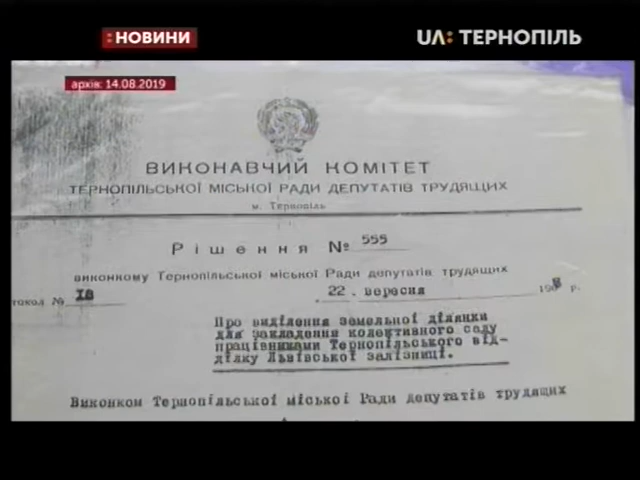 :НОВИНИ
UA: ТЕРНОПІЛЬ
архів: 14.08.2019
ВИКОНАВЧИЙ КОМІТЕТ
ТЕРНОПІЛЬСЬКОЇ МІСЬКОЇ РАДИ ДЕПУТАТІВ ТРУДЯЩИХ
м. Тернопіль
Рішення № 555
виконкому Тернопільської міської Ради депутатів трудящих
токол № 18 22. вересня р.
Про виділення земельної ділянки
для закладення колективного саду
працівниками Тернопільського від-
ділку Львівської залізниці.
Виконком Тернопільської міської Ради депутатів трудящих